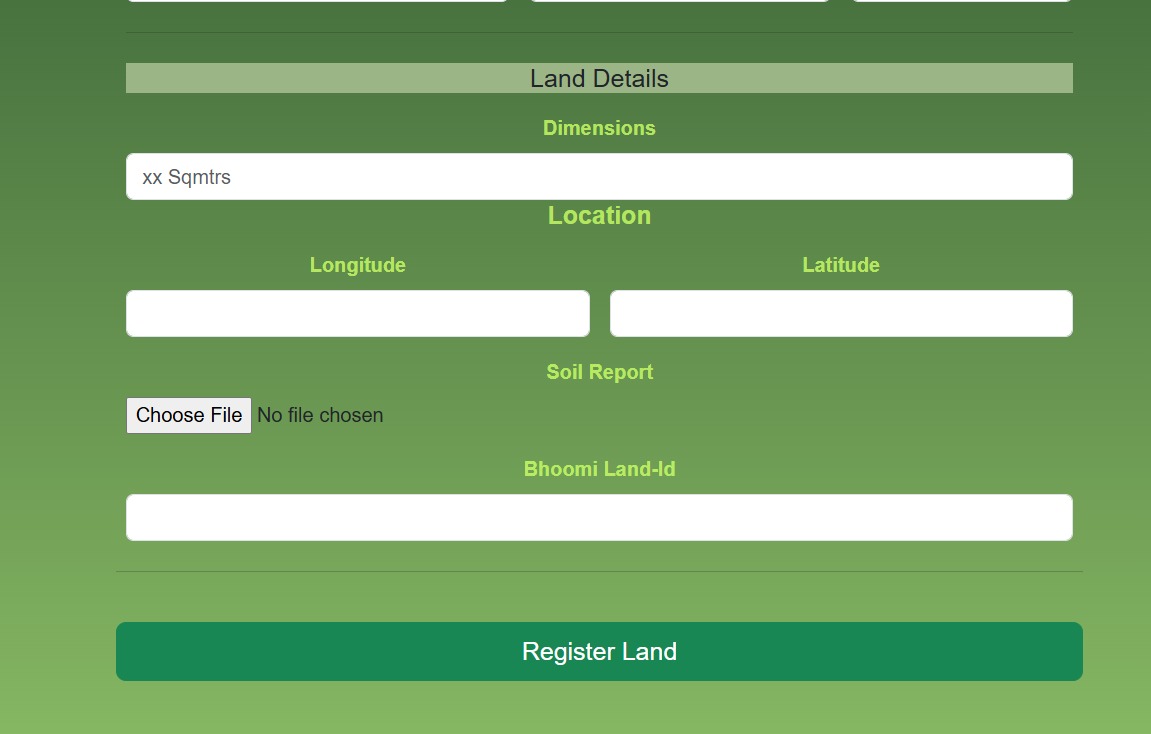 Land Details
Dimensions
xx Sqmtrs
Location
Longitude Latitude
Soil Report
Choose File No file chosen
Bhoomi Land-Id
Register Land